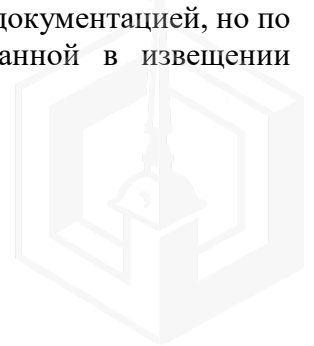 документацией, но по
анной в извещении